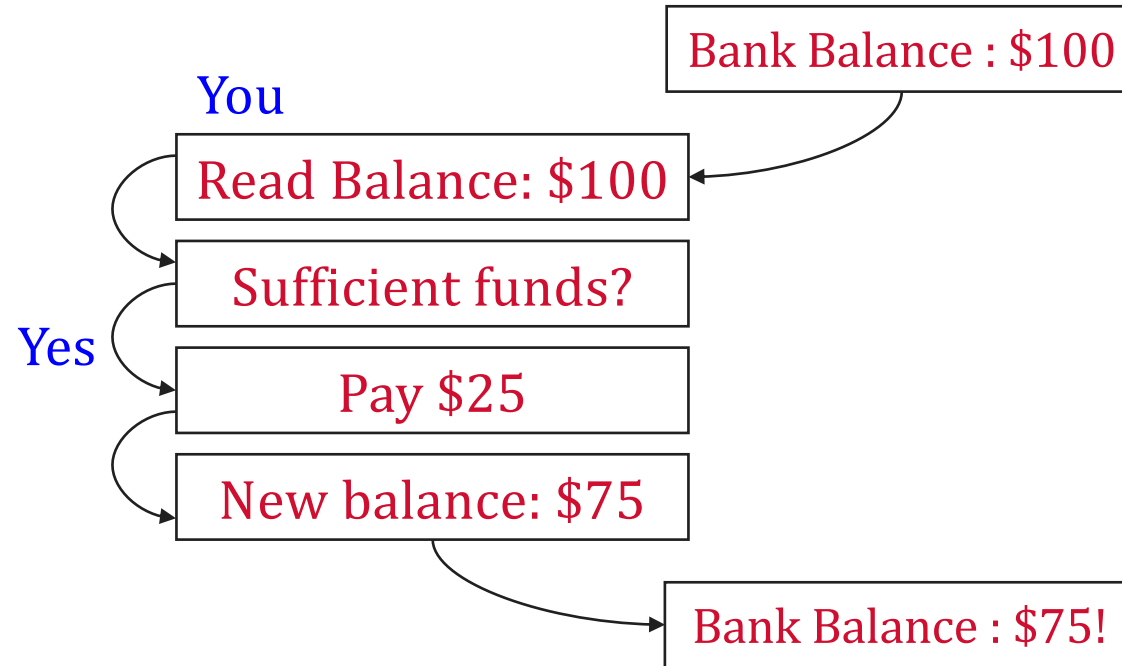 Bank Balance : $100
You
Read Balance: $100
Sufficient funds?
Yes
Pay $25
New balance: $75
Bank Balance : $75!